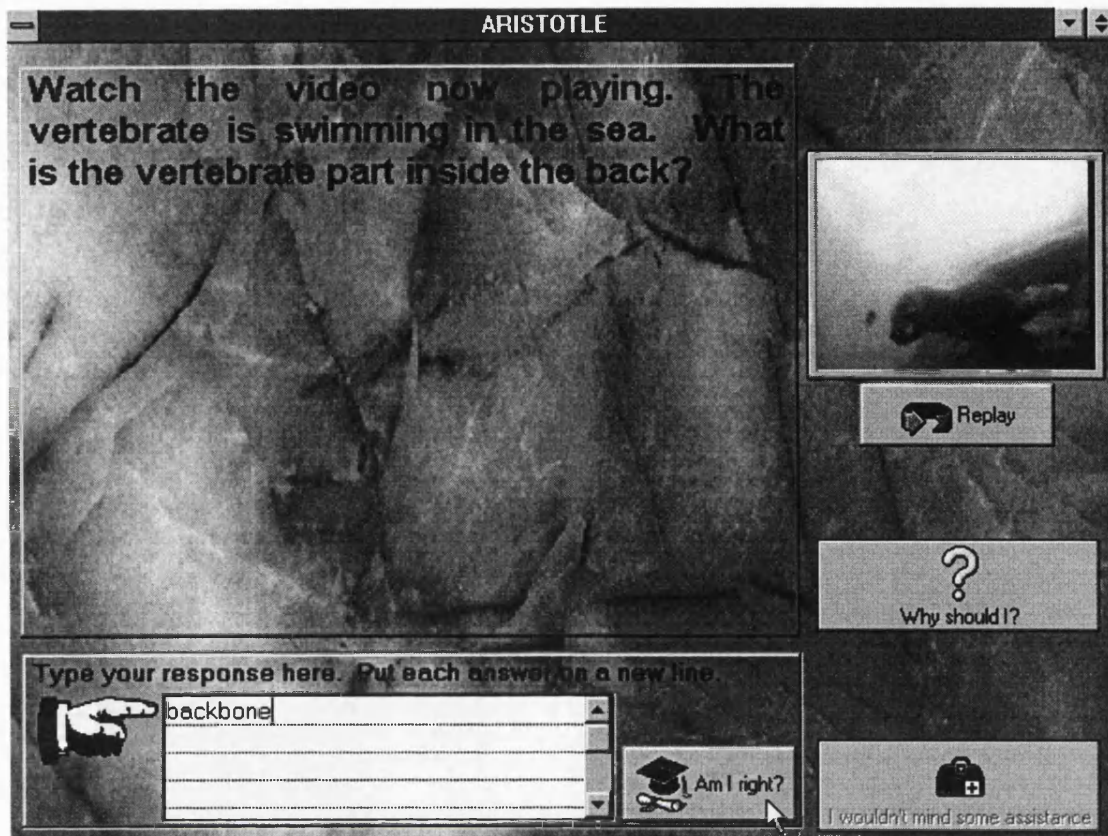 ARISTOTLE
Watch the video now playing. The
vertebrate is swimming in the sea. What
is the vertebrate part inside the back?
Replay
Why should I?
Type your response here. Put each answer on a new line.
backbone
Am I right?
I wouldn't mind some assistance